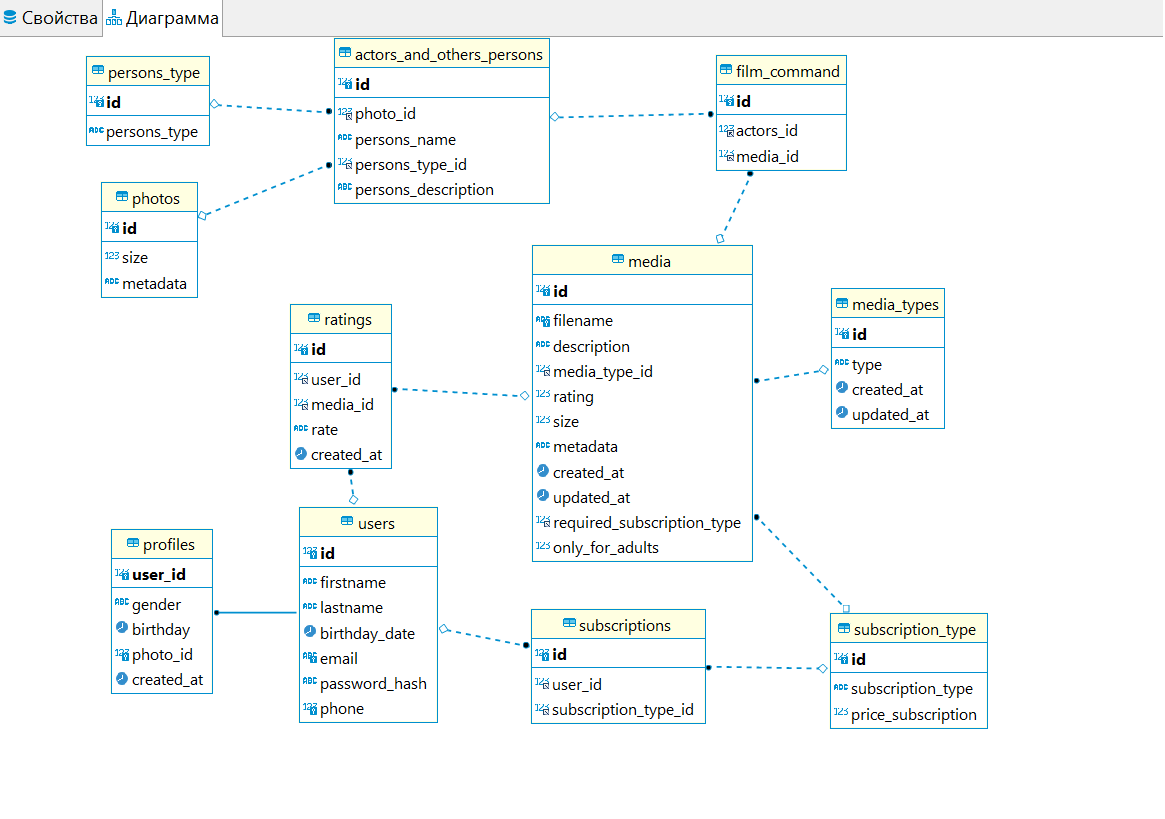 Свойства
Диаграмма
persons_type
id
persons_type
actors_and_others_persons
id
photo_id
persons_name
persons_type_id
persons_description
film_command
id
actors_id
media_id
photos
id
size
metadata
media
id
filename
description
media_type_id
rating
size
metadata
created_at
updated_at
required_subscription_type
only_for_adults
media_types
id
type
created_at
updated_at
ratings
id
user_id
media_id
rate
created_at
users
id
firstname
lastname
birthday_date
email
password_hash
phone
profiles
user_id
gender
birthday
photo_id
created_at
subscriptions
id
user_id
subscription_type_id
subscription_type
id
subscription_type
price_subscription